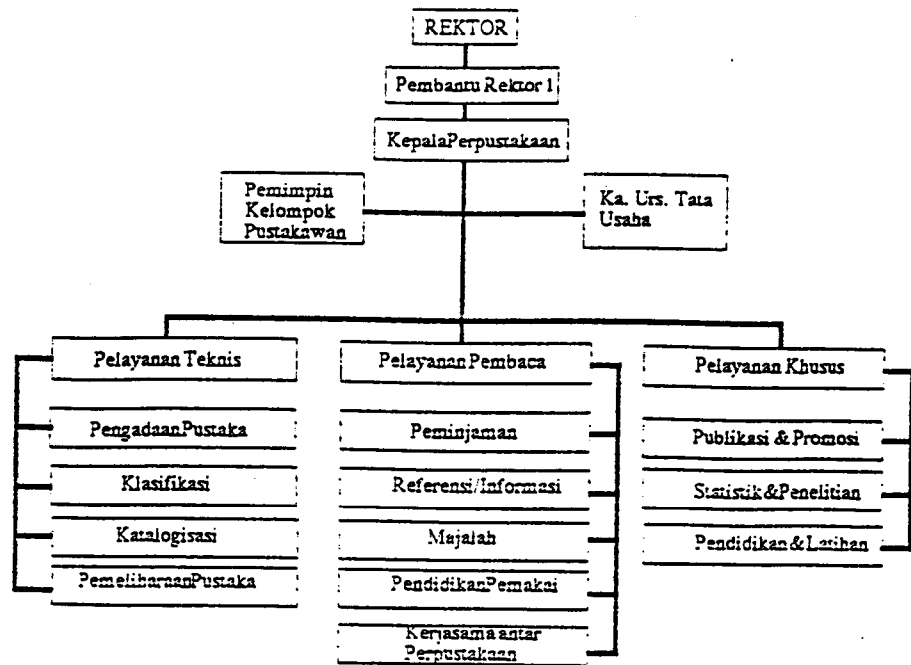 REKTOR
Pembantu Rektor 1
KepalaPerpustakaan
Pemimpin
Kelompok
Pustakawan
Ka. Urs. Tata
Usaha
Pelayanan Teknis
PengadaanPustaka
Klasifikasi
Katalogisasi
PemeliharaanPustaka
Pelayanan Pembaca
Peminjaman
Referensi/Informasi
Majalah
PendidikanPemakai
Kerjasama antar
Perpustakaan
Pelayanan Khusus
Publikasi & Promosi
Statistik&Penelitian
Pendidikan&Latihan